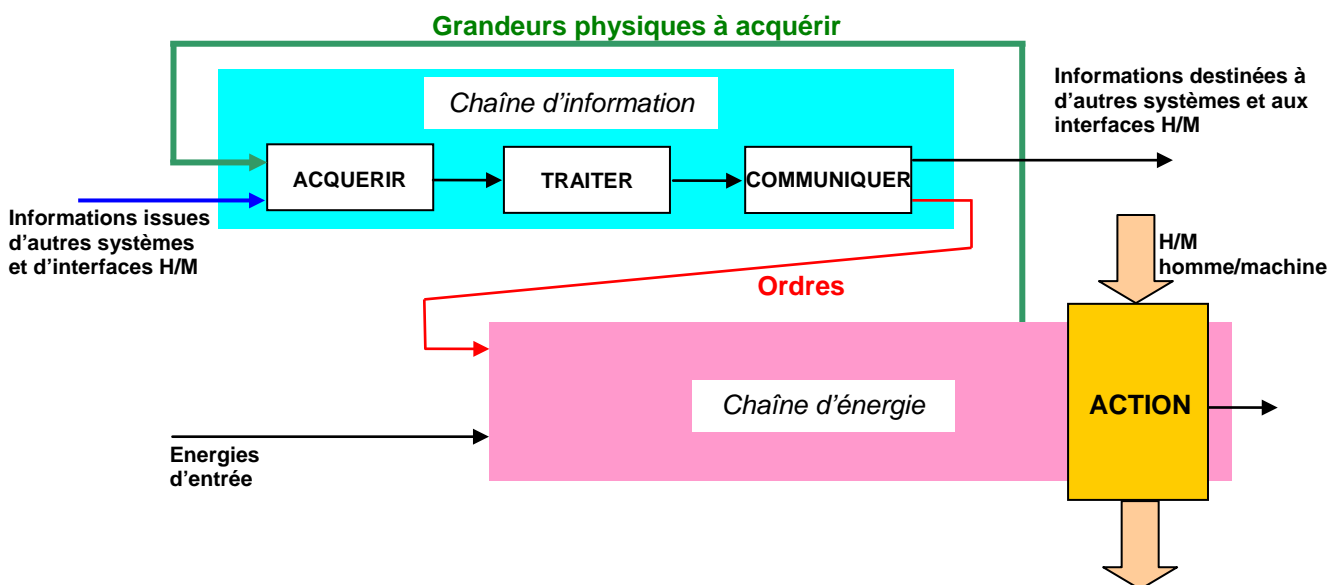 Grandeurs physiques à acquérir
Chaîne d'information
Informations destinées à
d'autres systèmes et aux
interfaces H/M
ACQUERIR
TRAITER
COMMUNIQUER
Informations issues
d'autres systèmes
et d'interfaces H/M
H/M
homme/machine
Ordres
Chaîne d'énergie
ACTION
Energies
d'entrée